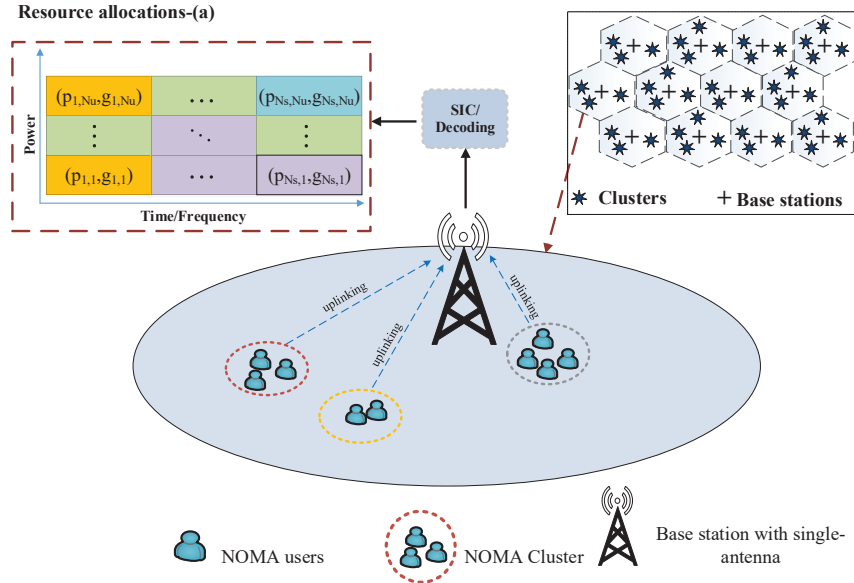 Resource allocations-(a)
Power
(p1,Nu,g1,Nu)
...
(pNs,Nu,gNs,Nu)
(p1,1,g1,1)
...
(pNs,1,gNs,1)
Time/Frequency
SIC/
Decoding
Clusters
+ Base stations
uplinking
uplinking
uplinking
NOMA users
NOMA Cluster
Base station with single-
antenna